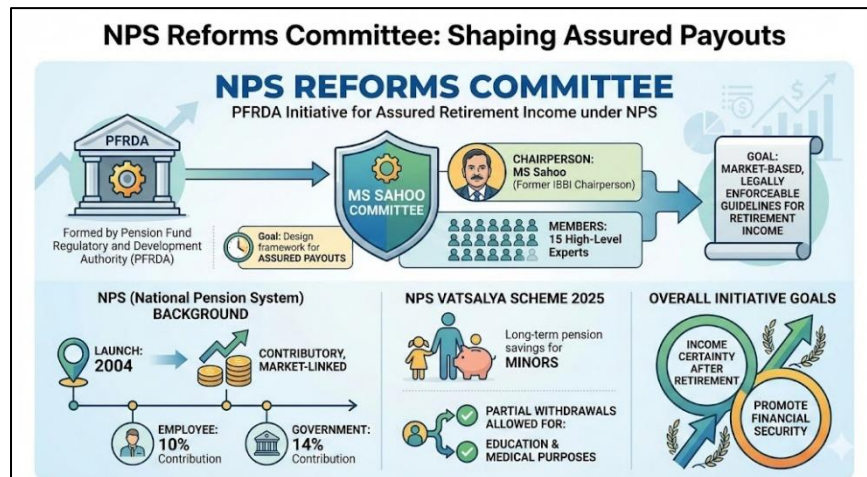 NPS Reforms Committee: Shaping Assured Payouts
NPS REFORMS COMMITTEE
PFRDA Initiative for Assured Retirement Income under NPS
PFRDA
Formed by Pension Fund
Regulatory and Development
Authority (PFRDA)
Goal: Design
framework for
ASSURED PAYOUTS
MS SAHOO
COMMITTEE
CHAIRPERSON:
MS Sahoo
(Former IBBI Chairperson)
MEMBERS:
15 High-Level
Experts
GOAL:
MARKET-BASED,
LEGALLY
ENFORCEABLE
GUIDELINES FOR
RETIREMENT
INCOME
NPS (National Pension System)
BACKGROUND
LAUNCH:
2004
CONTRIBUTORY,
MARKET-LINKED
EMPLOYEE:
10%
Contribution
GOVERNMENT:
14%
Contribution
NPS VATSALYA SCHEME 2025
Long-term pension
savings for
MINORS
PARTIAL WITHDRAWALS
ALLOWED FOR:
EDUCATION &
MEDICAL PURPOSES
OVERALL INITIATIVE GOALS
INCOME
CERTAINTY
AFTER
RETIREMENT
PROMOTE
FINANCIAL
SECURITY